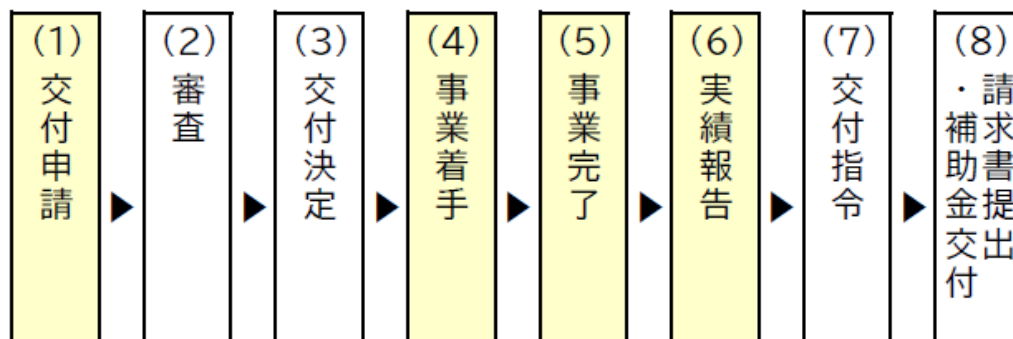 (1)
交付申請
▶
(2)
審査
▶
(3)
交付決定
▶
(4)
事業着手
▶
(5)
事業完了
▶
(6)
実績報告
▶
(7)
交付指令
▶
(8)
請求書提出
・補助金交付